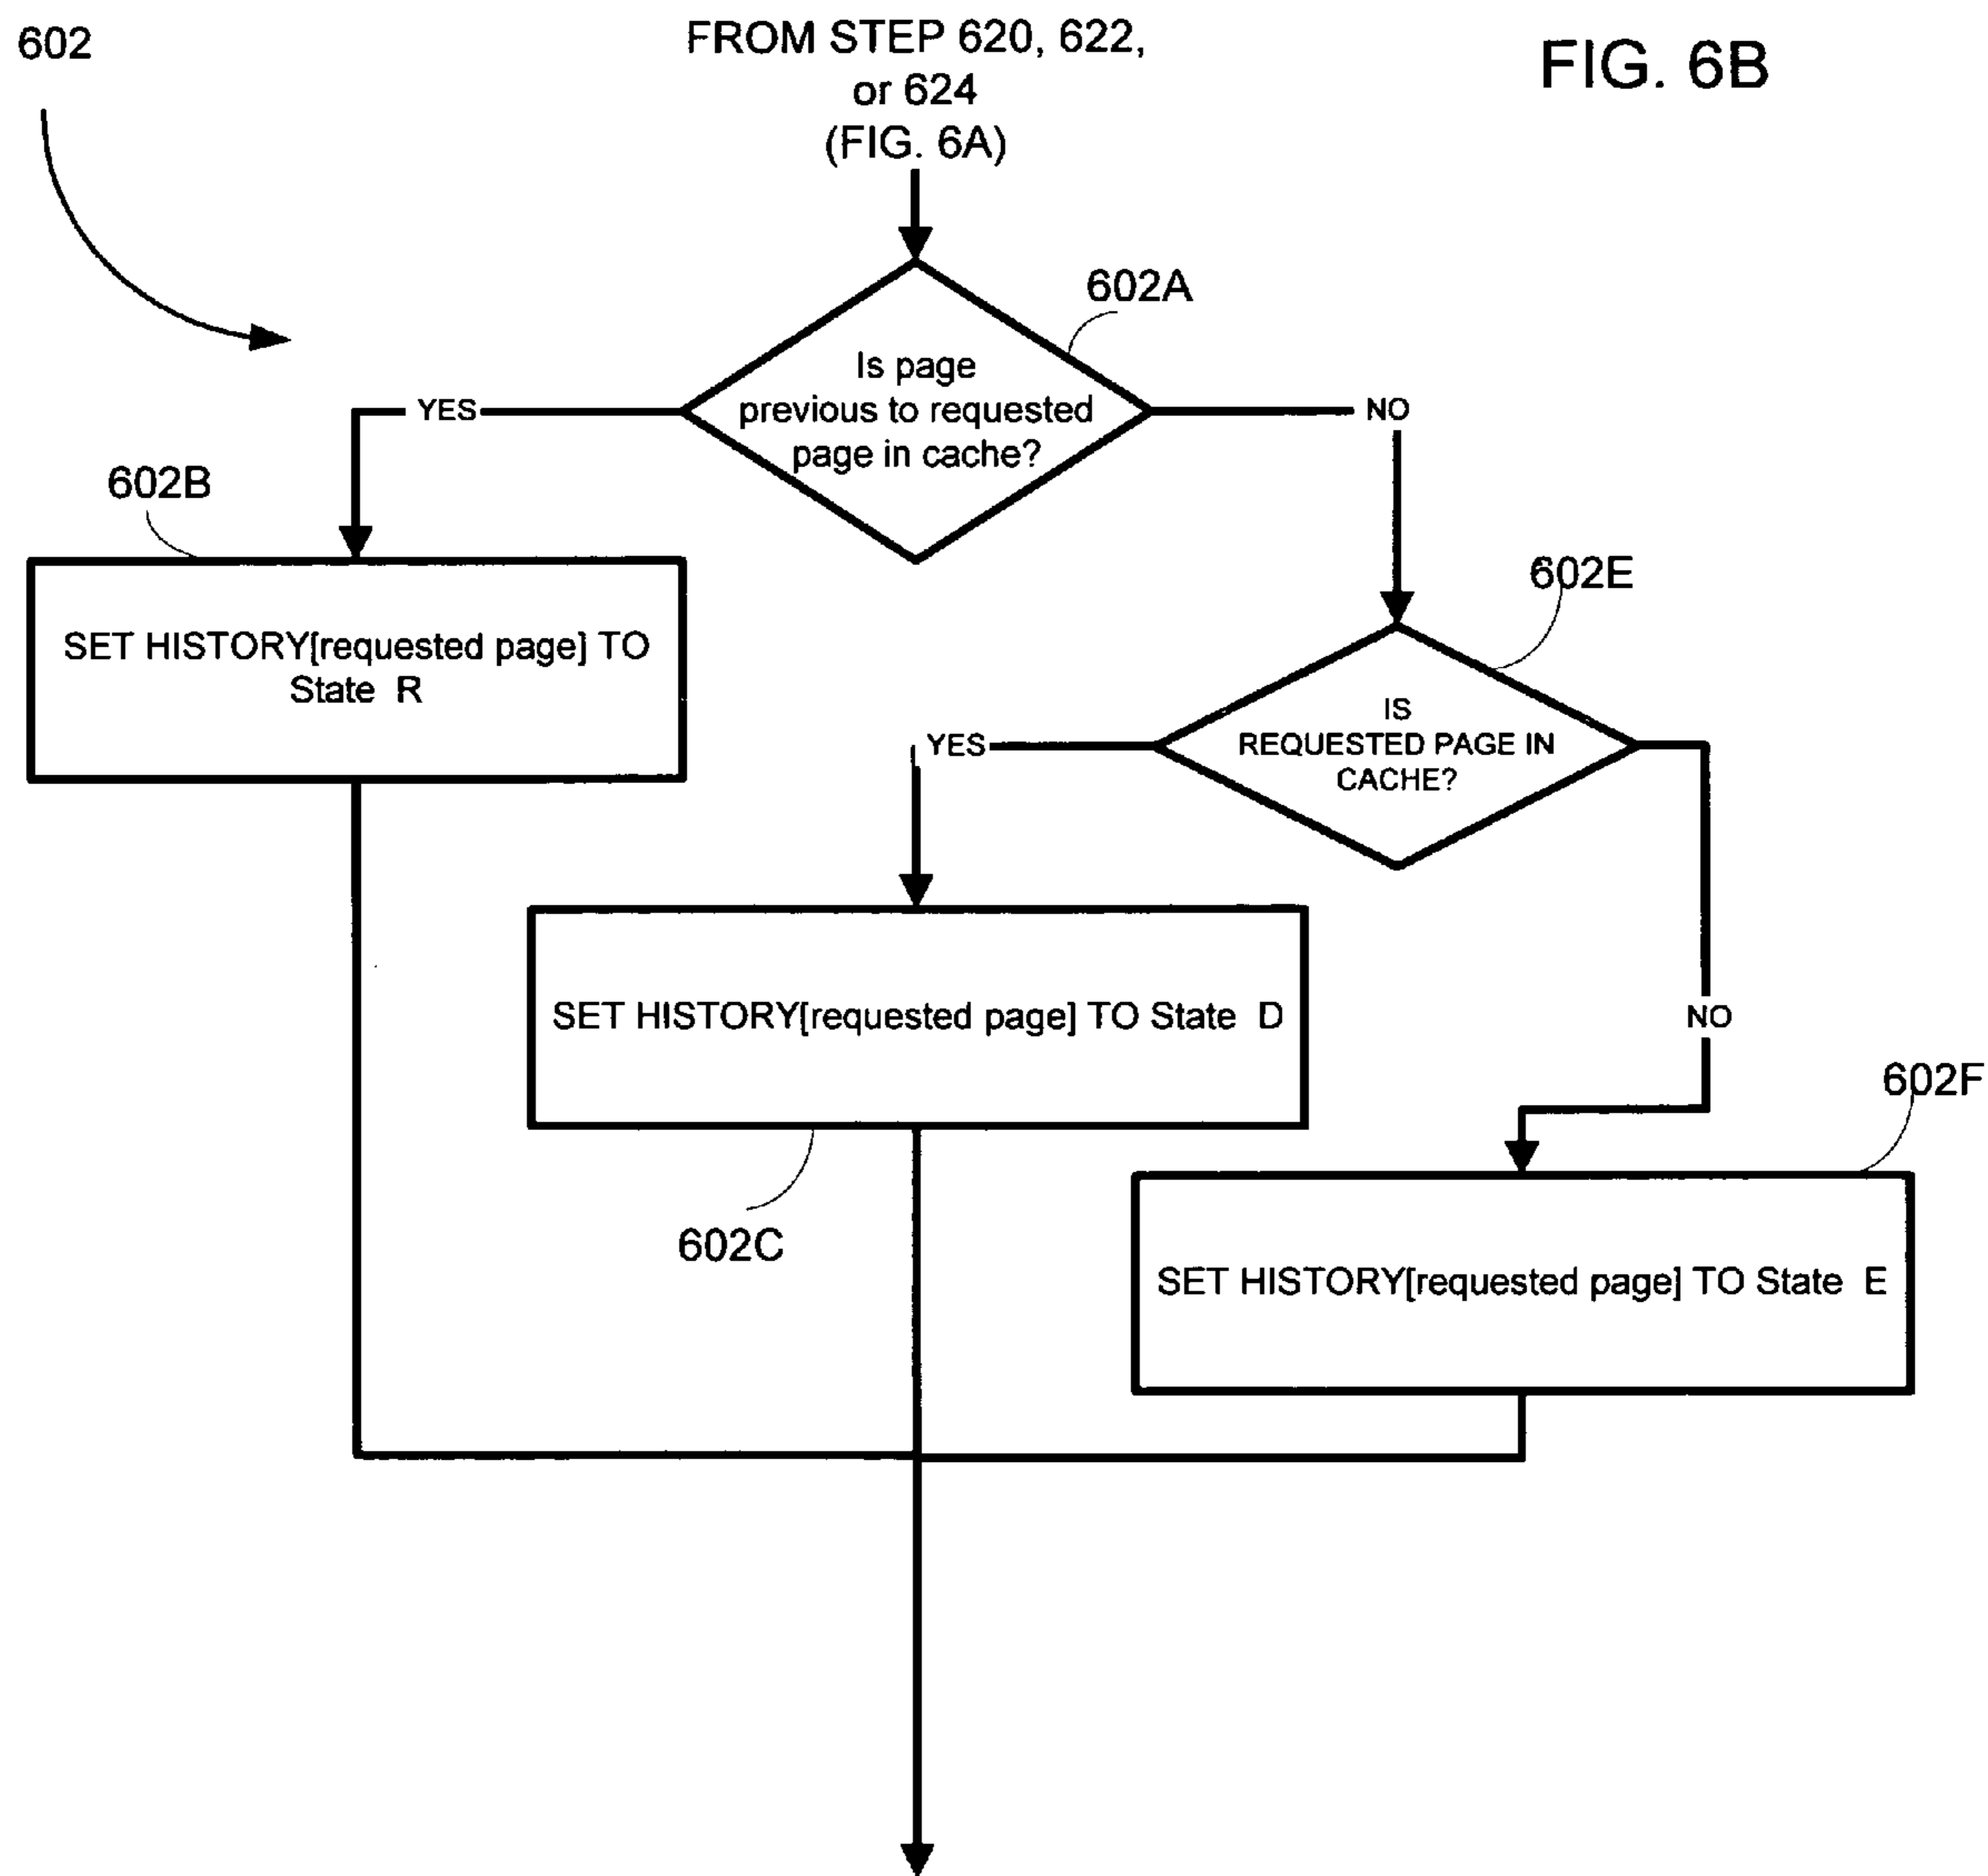 602
FROM STEP 620, 622,
or 624
(FIG. 6A)
FIG. 6B
602A
Is page
previous to requested
page in cache?
YES
NO
602B
SET HISTORY[requested page] TO
State R
602E
IS
REQUESTED PAGE IN
CACHE?
YES
NO
SET HISTORY[requested page] TO State D
602C
602F
SET HISTORY[requested page] TO State E